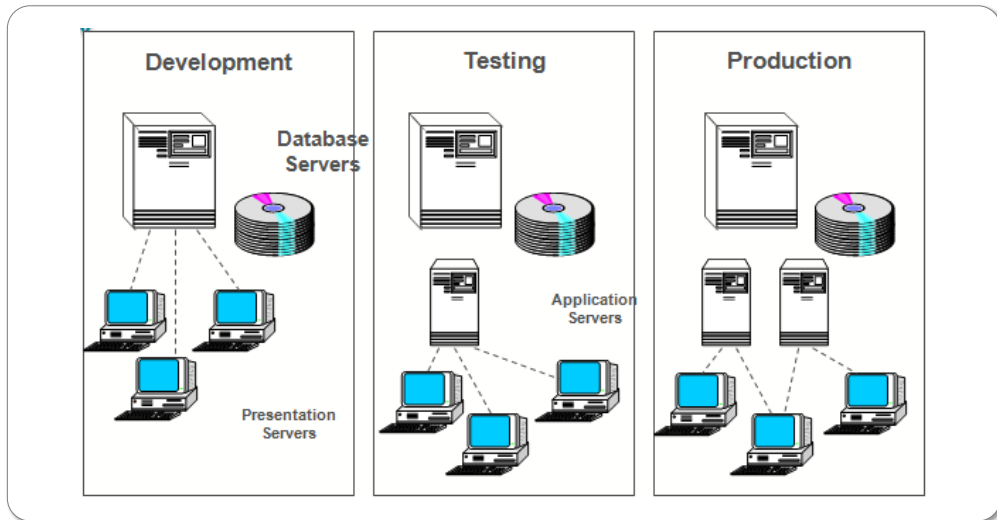 Development
Testing
Production
Database
Servers
Application
Servers
Presentation
Servers